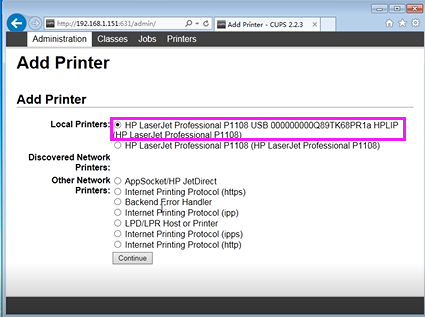 http://192.168.1.151:631/admin/
Add Printer - CUPS 2.2.3
Administration Classes Jobs Printers
Add Printer
Add Printer
Local Printers: HP LaserJet Professional P1108 USB 000000000Q89TK68PR1a HPLIP
(HP LaserJet Professional P1108)
HP LaserJet Professional P1108 (HP LaserJet Professional P1108)
Discovered Network
Printers:
Other Network
Printers:
AppSocket/HP JetDirect
Internet Printing Protocol (https)
Backend Error Handler
Internet Printing Protocol (ipp)
LPD/LPR Host or Printer
Internet Printing Protocol (ipps)
Internet Printing Protocol (http)
Continue